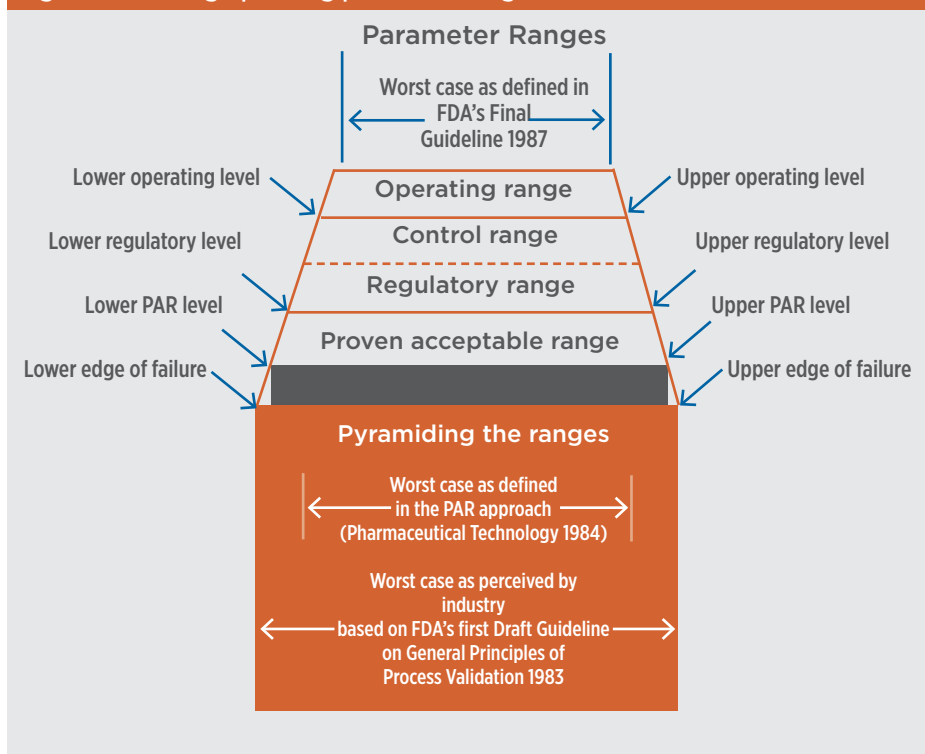 Parameter Ranges
Worst case as defined in
FDA's Final
Guideline 1987
Lower operating level
Upper operating level
Operating range
Lower regulatory level
Control range
Upper regulatory level
Regulatory range
Lower PAR level
Upper PAR level
Proven acceptable range
Lower edge of failure
Upper edge of failure
Pyramiding the ranges
Worst case as defined
in the PAR approach
(Pharmaceutical Technology 1984)
Worst case as perceived by
industry
based on FDA's first Draft Guideline
on General Principles of
Process Validation 1983